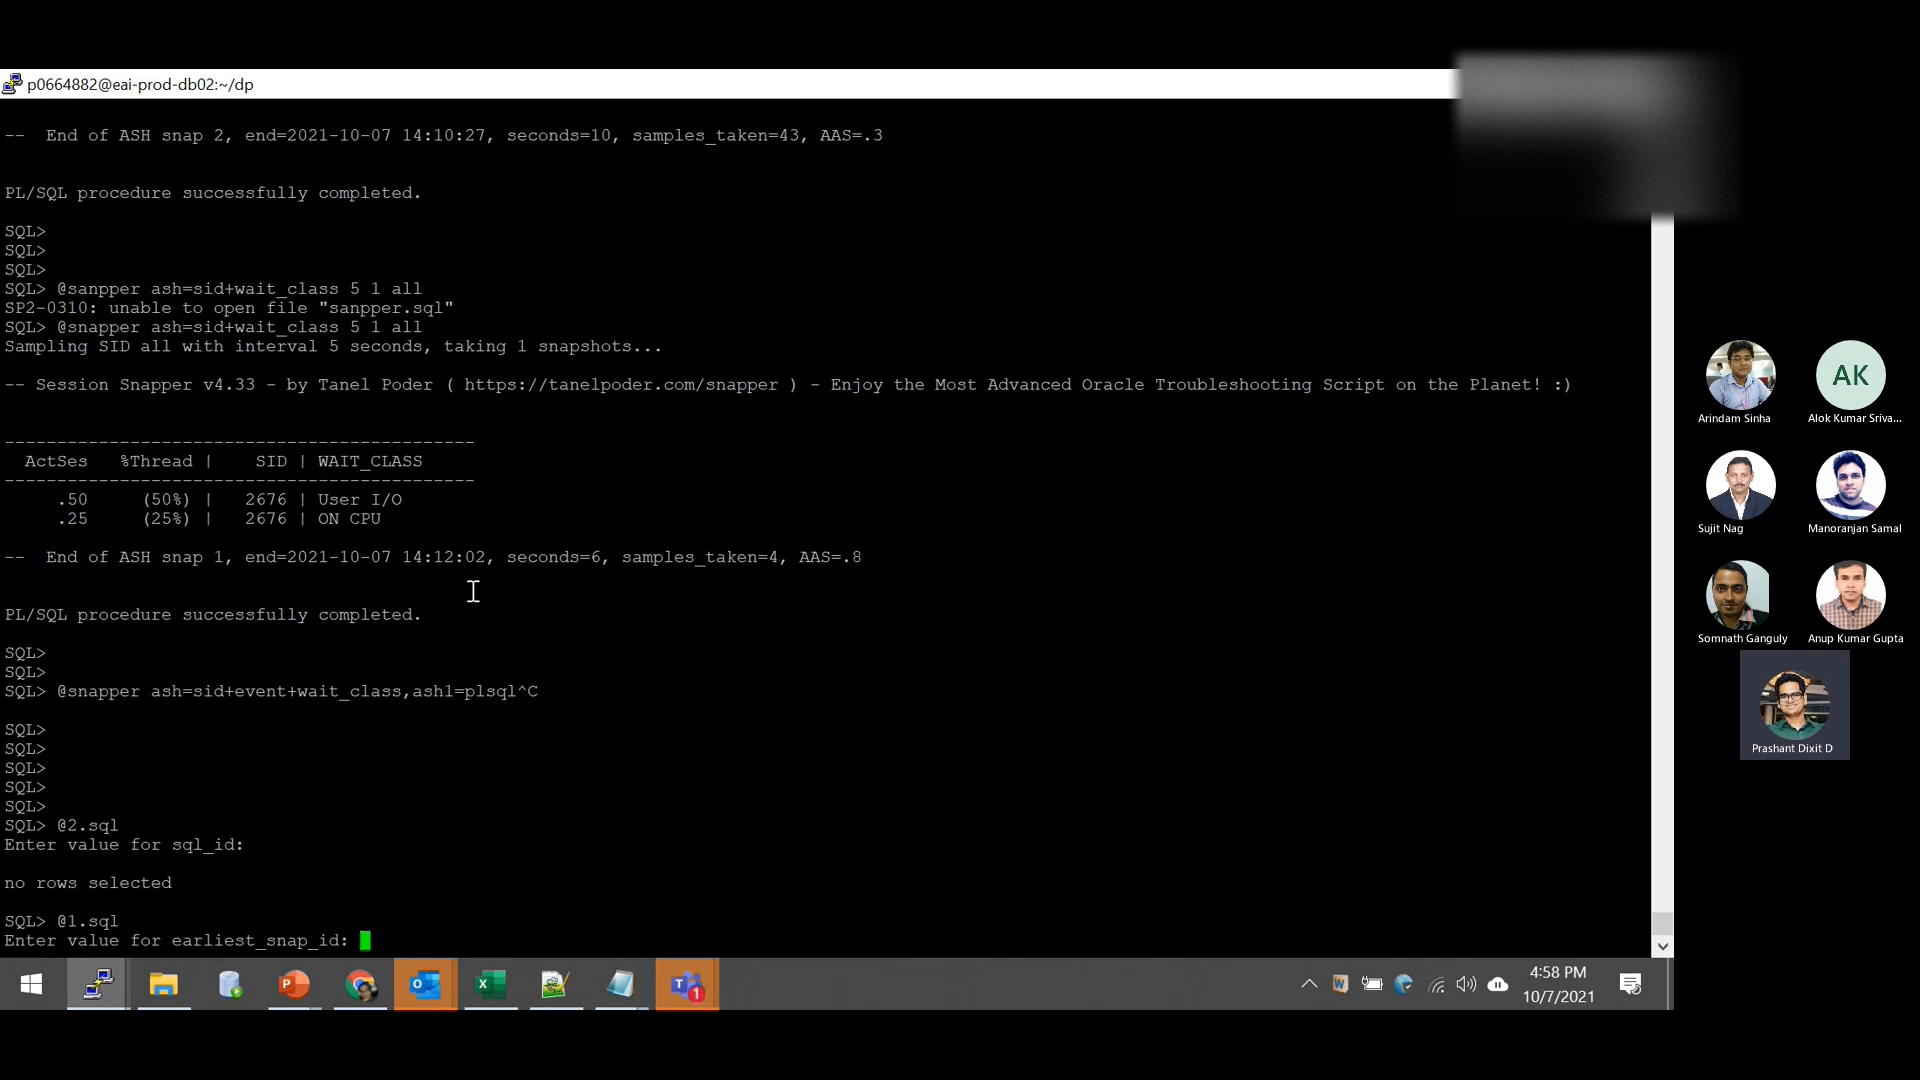 p0664882@eai-prod-db02:~/dp
--  End of ASH snap 2, end=2021-10-07 14:10:27, seconds=10, samples_taken=43, AAS=.3
PL/SQL procedure successfully completed.
SQL>
SQL>
SQL>
SQL> @sanpper ash=sid+wait_class 5 1 all
SP2-0310: unable to open file "sanpper.sql"
SQL> @snapper ash=sid+wait_class 5 1 all
Sampling SID all with interval 5 seconds, taking 1 snapshots...
-- Session Snapper v4.33 - by Tanel Poder ( https://tanelpoder.com/snapper ) - Enjoy the Most Advanced Oracle Troubleshooting Script on the Planet! :)
---------------------------------------------
  ActSes   %Thread |    SID | WAIT_CLASS
---------------------------------------------
     .50     (50%) |   2676 | User I/O
     .25     (25%) |   2676 | ON CPU
--  End of ASH snap 1, end=2021-10-07 14:12:02, seconds=6, samples_taken=4, AAS=.8
PL/SQL procedure successfully completed.
SQL>
SQL>
SQL> @snapper ash=sid+event+wait_class,ash1=plsql^C
SQL>
SQL>
SQL>
SQL>
SQL>
SQL> @2.sql
Enter value for sql_id:
no rows selected
SQL> @1.sql
Enter value for earliest_snap_id:
AK
Arindam Sinha
Alok Kumar Sriva...
Sujit Nag
Manoranjan Samal
Somnath Ganguly
Anup Kumar Gupta
Prashant Dixit D
1
4:58 PM
10/7/2021